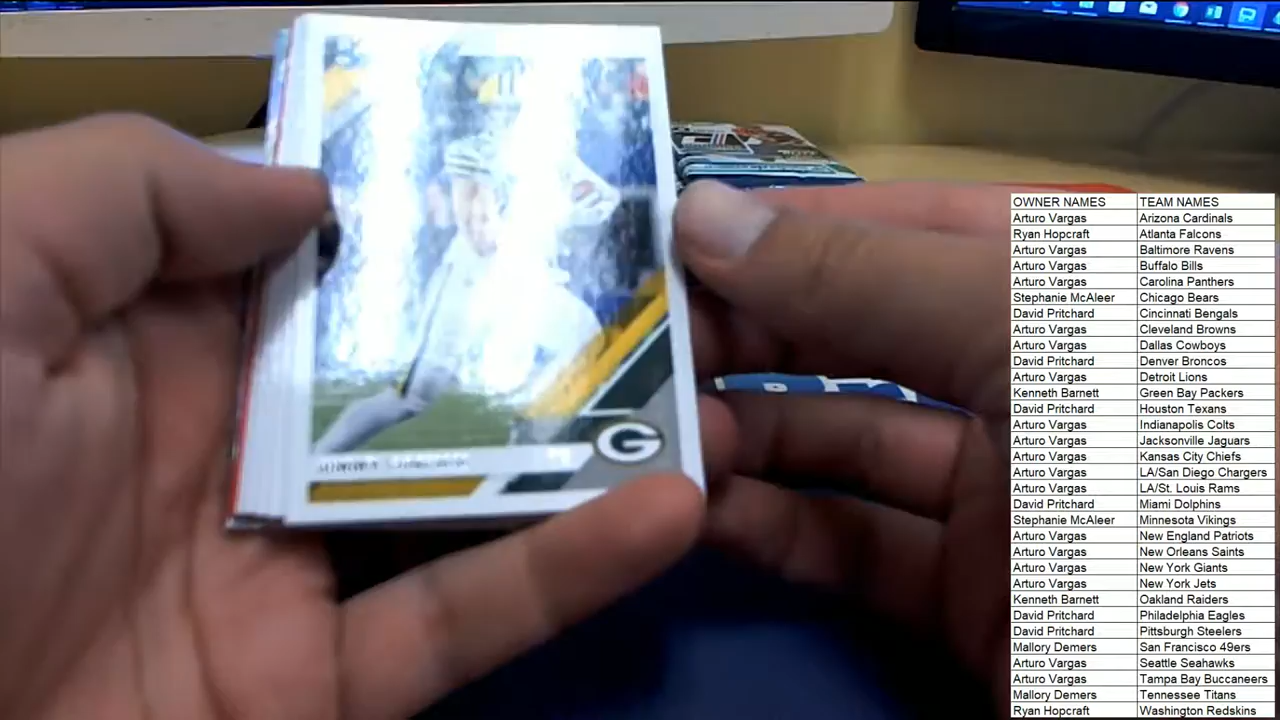 G
OWNER NAMES TEAM NAMES
Arturo Vargas Arizona Cardinals
Ryan Hopcraft Atlanta Falcons
Arturo Vargas Baltimore Ravens
Arturo Vargas Buffalo Bills
Arturo Vargas Carolina Panthers
Stephanie McAleer Chicago Bears
David Pritchard Cincinnati Bengals
Arturo Vargas Cleveland Browns
Arturo Vargas Dallas Cowboys
David Pritchard Denver Broncos
Arturo Vargas Detroit Lions
Kenneth Barnett Green Bay Packers
David Pritchard Houston Texans
Arturo Vargas Indianapolis Colts
Arturo Vargas Jacksonville Jaguars
Arturo Vargas Kansas City Chiefs
Arturo Vargas LA/San Diego Chargers
Arturo Vargas LA/St. Louis Rams
David Pritchard Miami Dolphins
Stephanie McAleer Minnesota Vikings
Arturo Vargas New England Patriots
Arturo Vargas New Orleans Saints
Arturo Vargas New York Giants
Arturo Vargas New York Jets
Kenneth Barnett Oakland Raiders
David Pritchard Philadelphia Eagles
David Pritchard Pittsburgh Steelers
Mallory Demers San Francisco 49ers
Arturo Vargas Seattle Seahawks
Arturo Vargas Tampa Bay Buccaneers
Mallory Demers Tennessee Titans
Ryan Hopcraft Washington Redskins